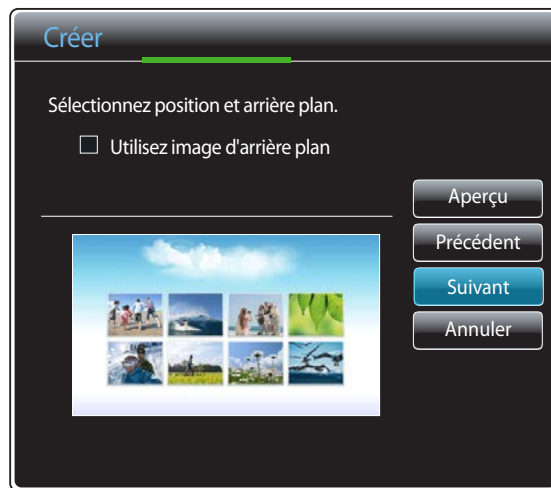 Créer
Sélectionnez position et arrière plan.
Utilisez image d'arrière plan
Aperçu
Précédent
Suivant
Annuler